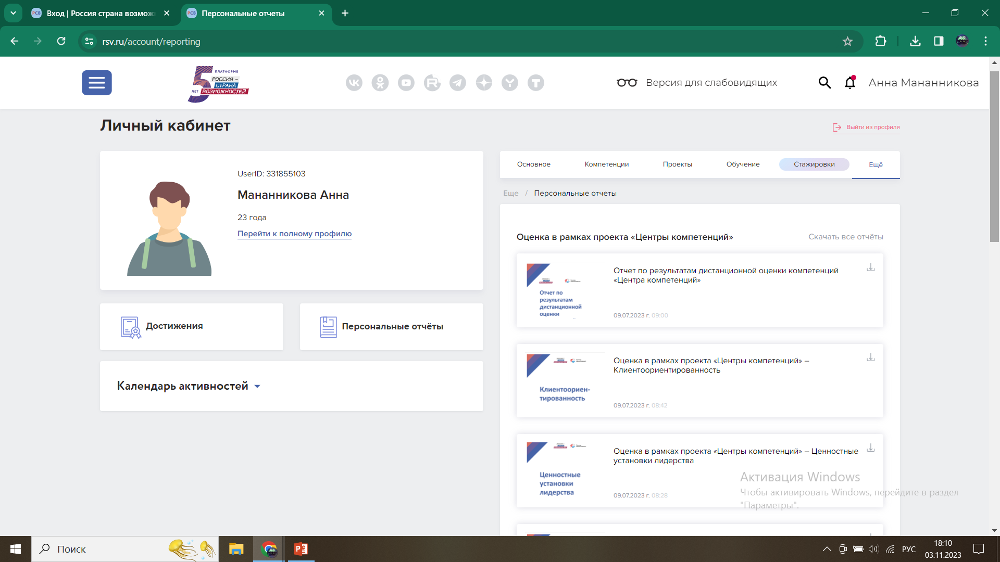 Вход | Россия страна возмож
Персональные отчеты
rsv.ru/account/reporting
ПЛАТФОРМЕ
5
РОССИЯ –
СТРАНА
ЛЕТ ВОЗМОЖНОСТЕЙ
Версия для слабовидящих
Анна Мананникова
Личный кабинет
Выйти из профиля
UserID: 331855103
Мананникова Анна
23 года
Перейти к полному профилю
Достижения
Персональные отчёты
Календарь активностей
Основное
Компетенции
Проекты
Обучение
Стажировки
Ещё
Еще / Персональные отчеты
Оценка в рамках проекта «Центры компетенций»
Скачать все отчёты
Отчет по
результатам
дистанционной
оценки
Отчет по результатам дистанционной оценки компетенций
«Центра компетенций»
09.07.2023 г. 09:00
Клиентоориен-
тированность
Оценка в рамках проекта «Центры компетенций» –
Клиентоориентированность
09.07.2023 г. 08:42
Ценностные
установки
лидерства
Оценка в рамках проекта «Центры компетенций» – Ценностные
установки лидерства
09.07.2023 г. 08:28
Активация Windows
Чтобы активировать Windows, перейдите в раздел
"Параметры".
Поиск
РУС
18:10
03.11.2023